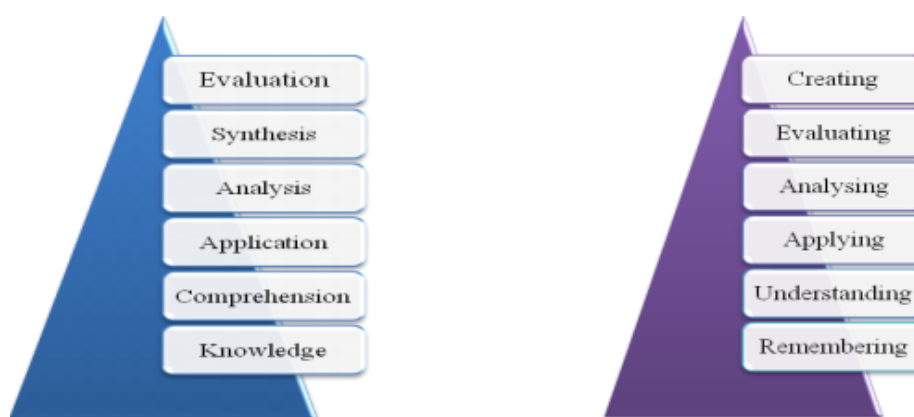 Evaluation
Synthesis
Analysis
Application
Comprehension
Knowledge
Creating
Evaluating
Analysing
Applying
Understanding
Remembering